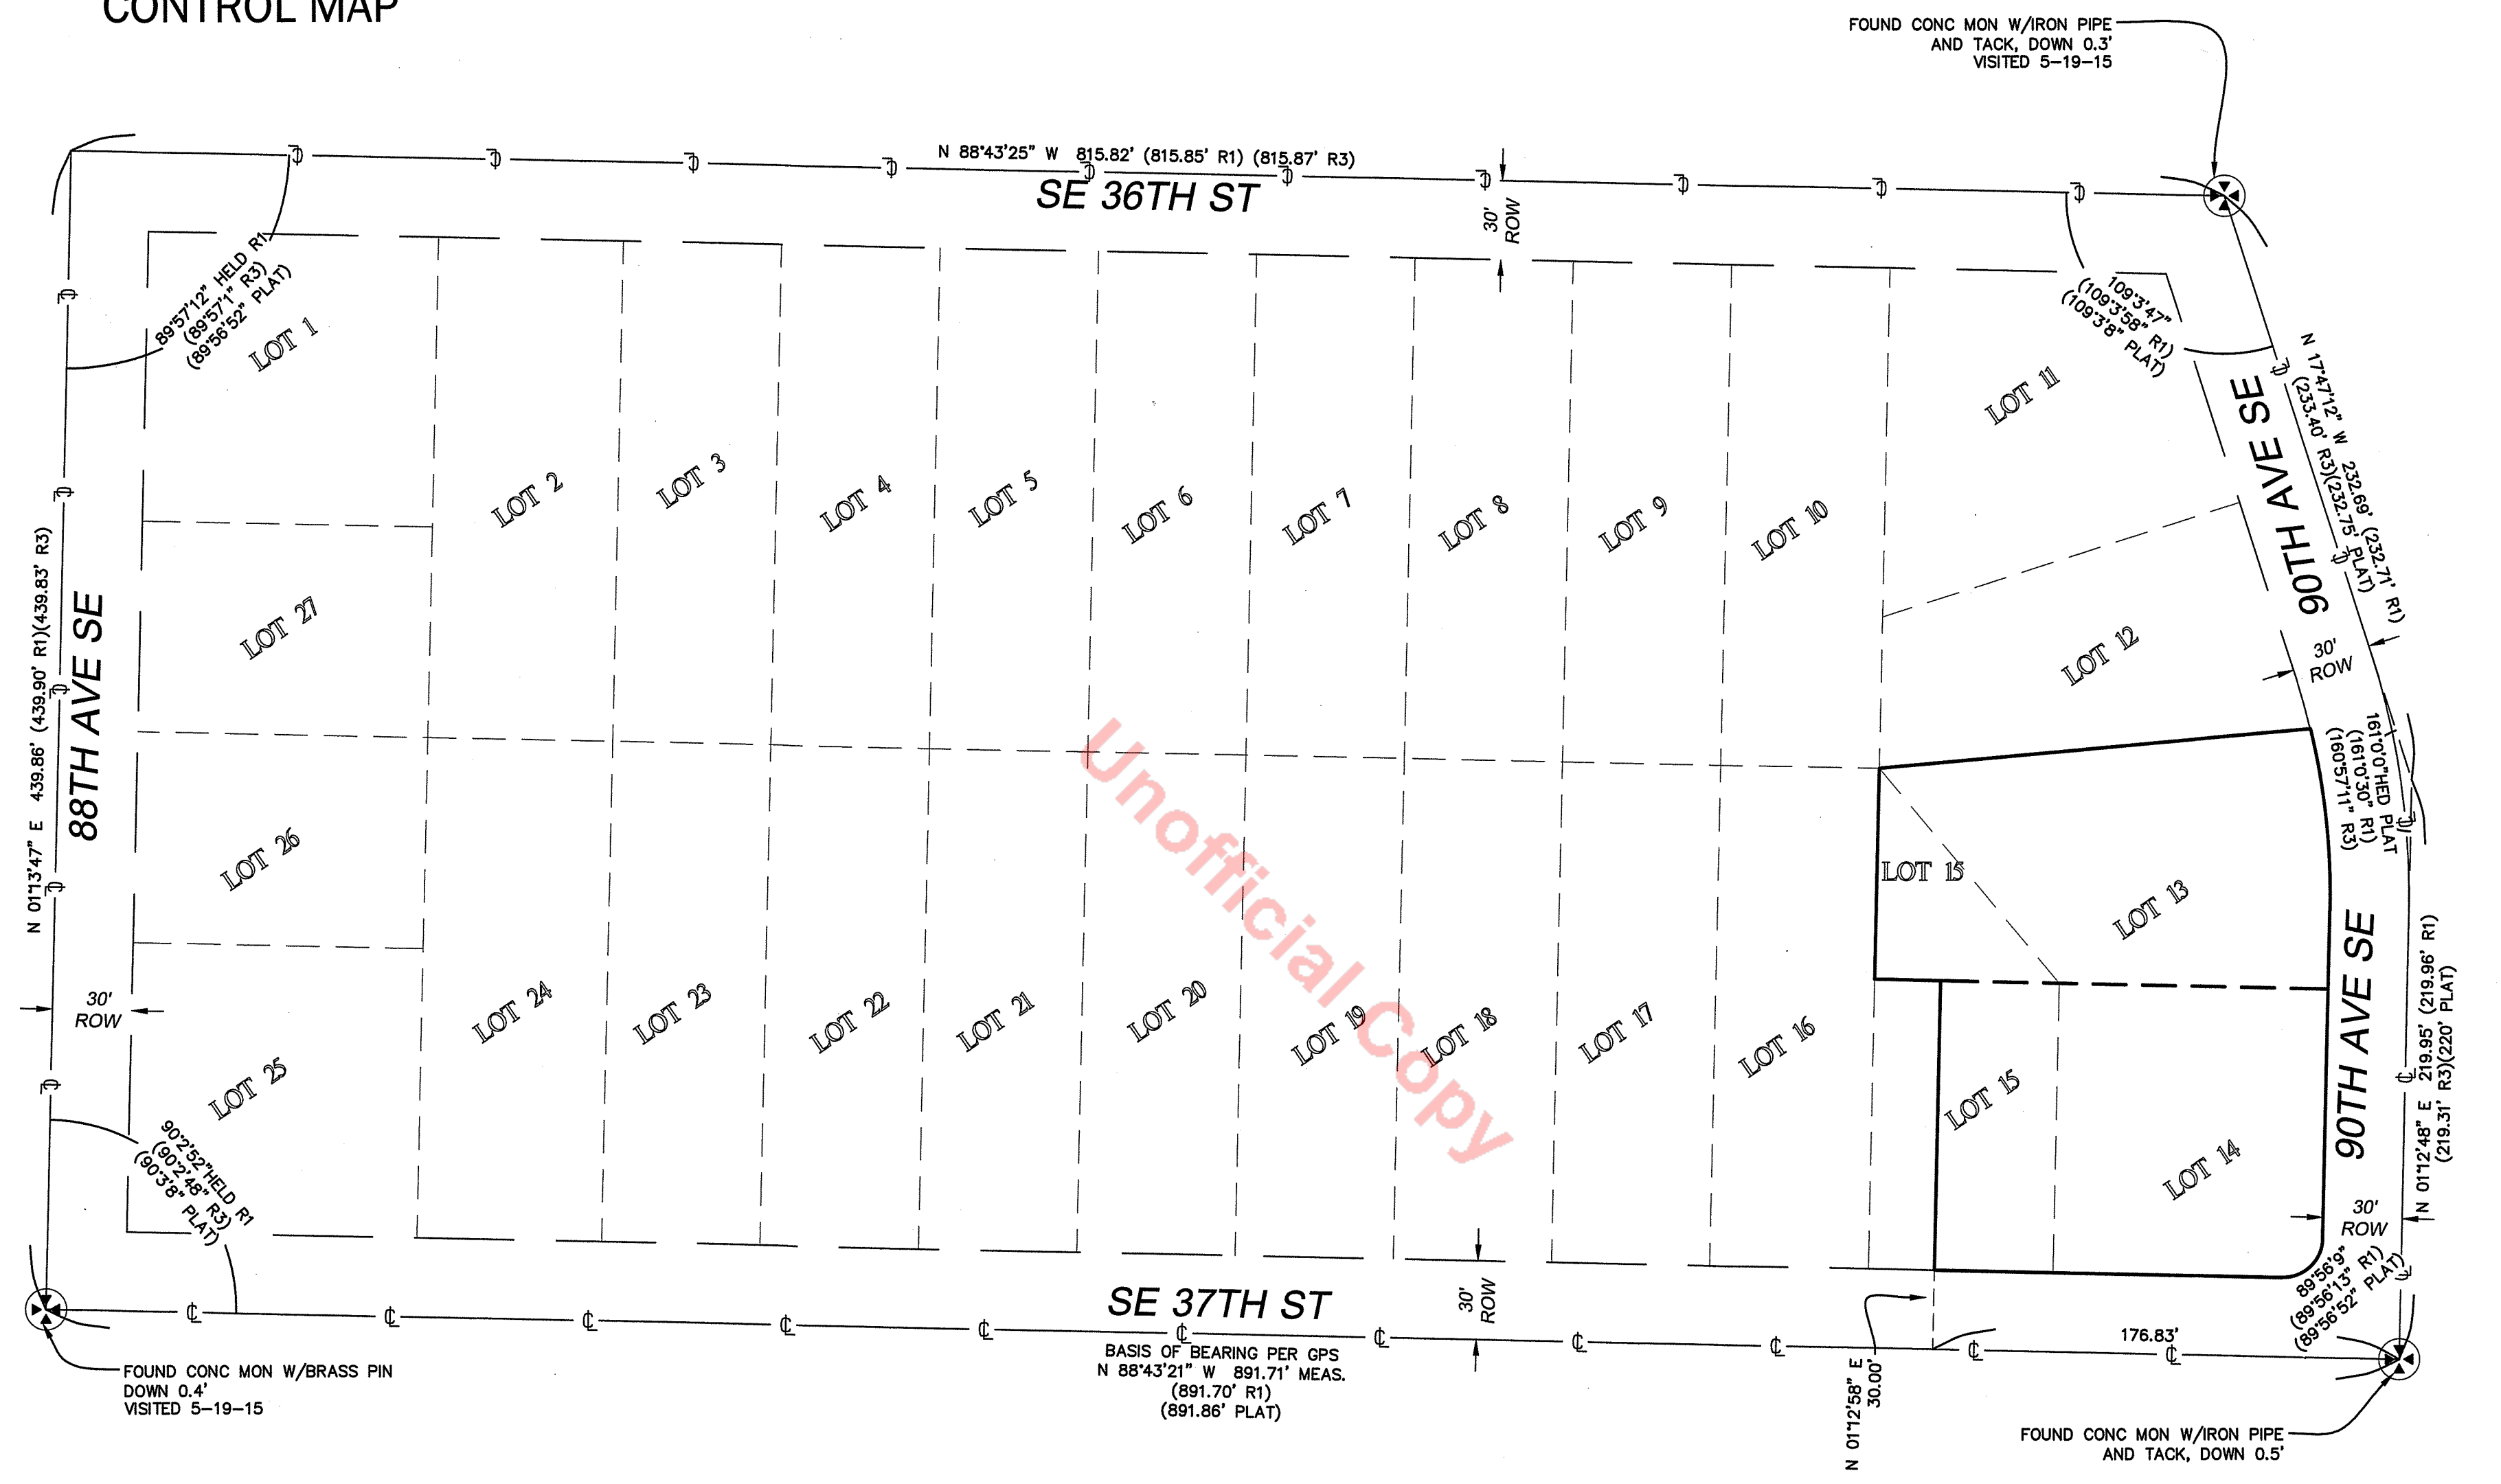 CONTROL MAP
FOUND CONC MON W/IRON PIPE
AND TACK, DOWN 0.3'
VISITED 5-19-15
N 88°43'25" W 815.82' (815.85' R1) (815.87' R3)
SE 36TH ST
30'
ROW
89°57'12" HELD R1
(89°57'1" R3)
(89°56'52" PLAT)
109°3'47"
(109°3'58" R1)
(109°3'8" PLAT)
LOT 1
LOT 2
LOT 3
LOT 4
LOT 5
LOT 6
LOT 7
LOT 8
LOT 9
LOT 10
LOT 11
N 17°47'12" W 232.69' (232.71' R1)
(233.40' R3)(232.75' PLAT)
90TH AVE SE
N 01°13'47" E 439.86' (439.90' R1)(439.83' R3)
88TH AVE SE
LOT 27
LOT 12
30'
ROW
161°0'0"HED PLAT
(161°0'30" R1)
(160°57'11" R3)
LOT 26
LOT 15
LOT 13
Unofficial Copy
30'
ROW
LOT 25
LOT 24
LOT 23
LOT 22
LOT 21
LOT 20
LOT 19
LOT 18
LOT 17
LOT 16
LOT 15
LOT 14
90TH AVE SE
N 01°12'48" E 219.95' (219.96' R1)
(219.31' R3)(220' PLAT)
30'
ROW
90°2'52"HELD R1
(90°2'48" R3)
(90°3'8" PLAT)
89°56'9"
(89°56'13" R1)
(89°56'52" PLAT)
SE 37TH ST
30'
ROW
BASIS OF BEARING PER GPS
N 88°43'21" W 891.71' MEAS.
(891.70' R1)
(891.86' PLAT)
176.83'
N 01°12'58" E
30.00'
FOUND CONC MON W/BRASS PIN
DOWN 0.4'
VISITED 5-19-15
FOUND CONC MON W/IRON PIPE
AND TACK, DOWN 0.5'